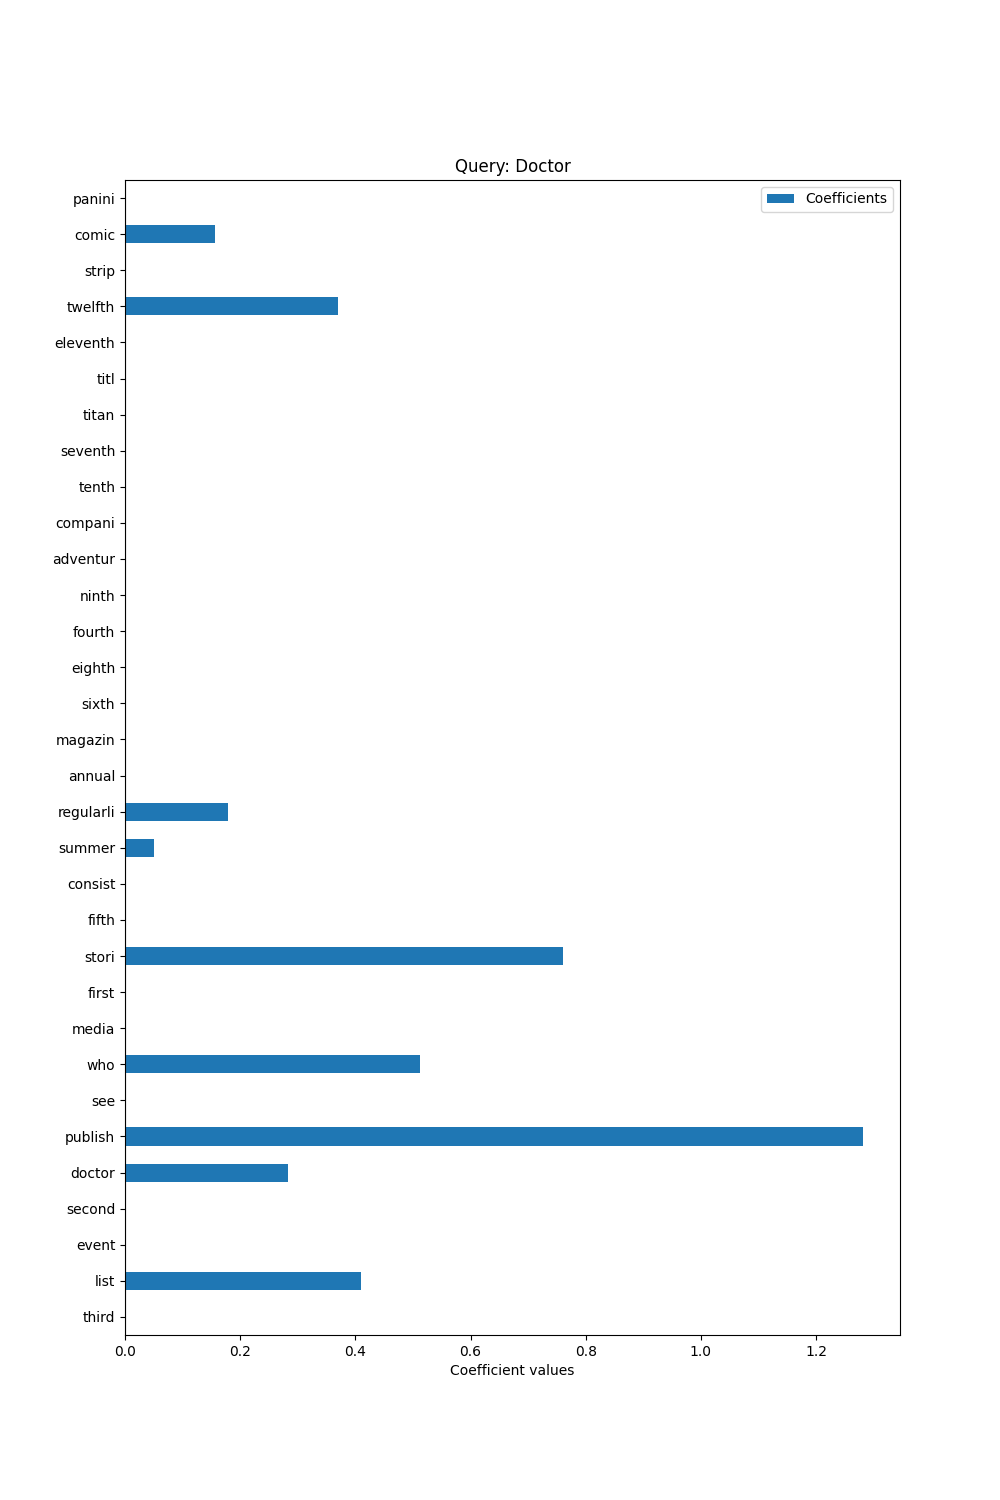 Query: Doctor
Coefficients
panini
comic
strip
twelfth
eleventh
titl
titan
seventh
tenth
compani
adventur
ninth
fourth
eighth
sixth
magazin
annual
regularli
summer
consist
fifth
stori
first
media
who
see
publish
doctor
second
event
list
third
0.0 0.2 0.4 0.6 0.8 1.0 1.2
Coefficient values